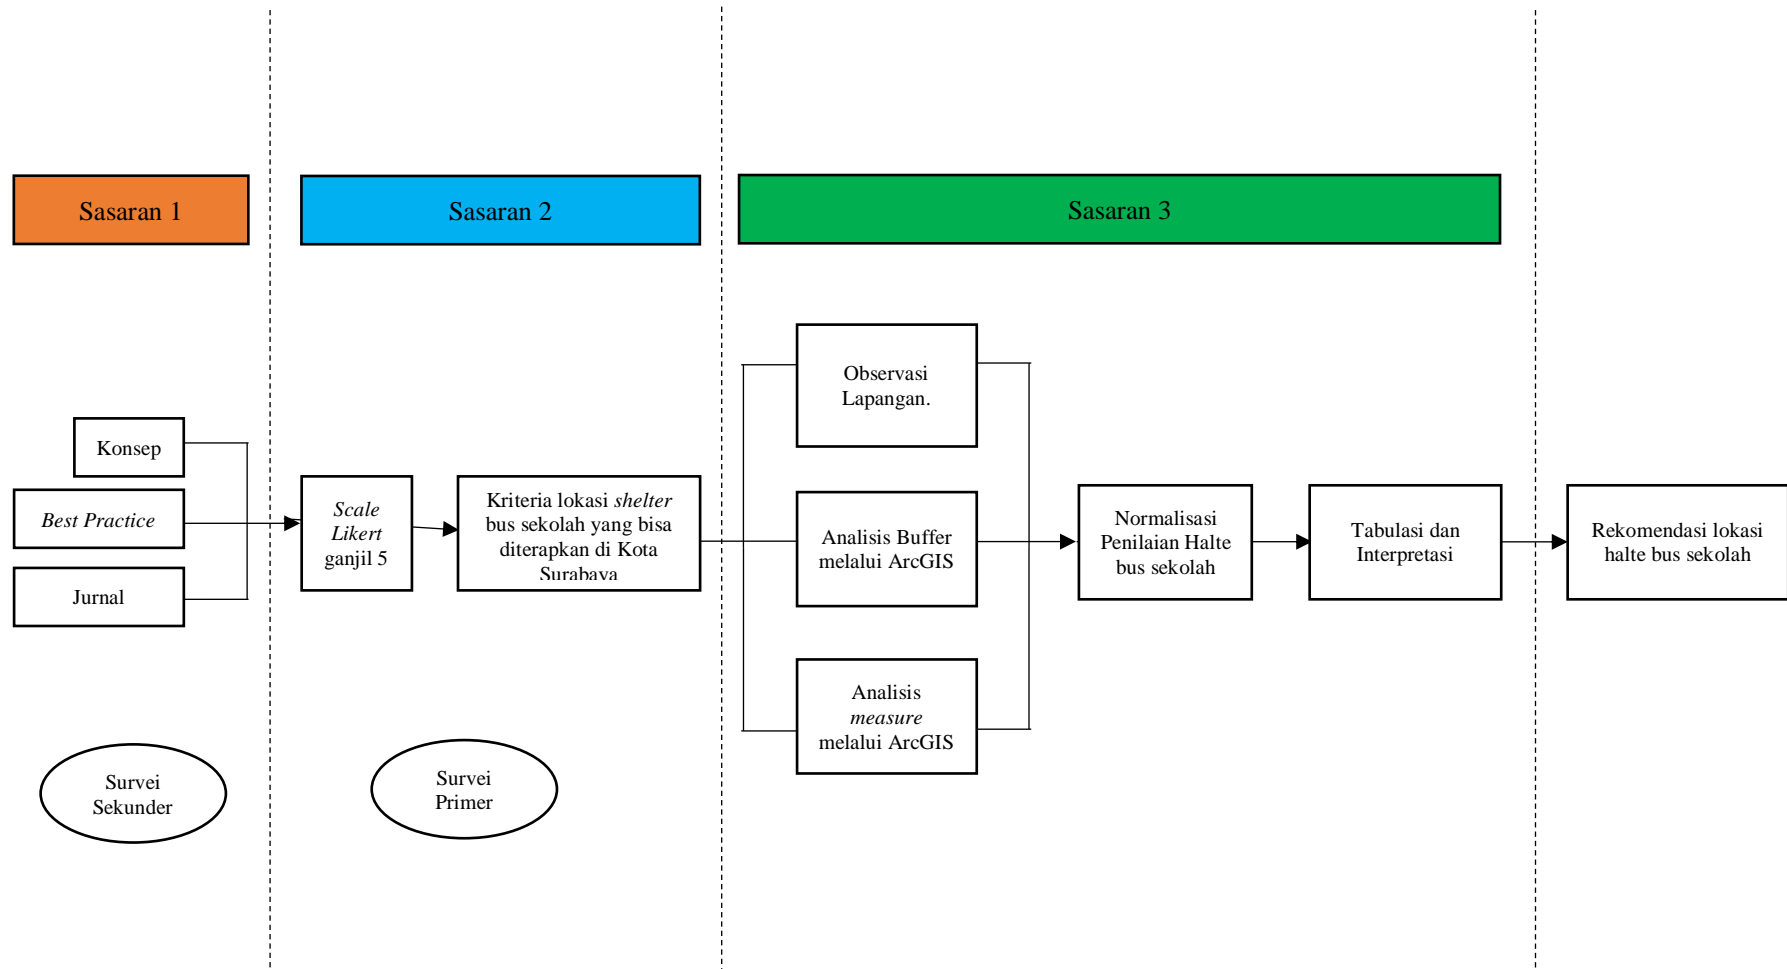 Sasaran 1
Sasaran 2
Sasaran 3
Konsep
Best Practice
Jurnal
Scale
Likert
ganjil 5
Kriteria lokasi shelter
bus sekolah yang bisa
diterapkan di Kota
Surabaya
Observasi
Lapangan.
Analisis Buffer
melalui ArcGIS
Analisis
measure
melalui ArcGIS
Normalisasi
Penilaian Halte
bus sekolah
Tabulasi dan
Interpretasi
Rekomendasi lokasi
halte bus sekolah
Survei
Sekunder
Survei
Primer